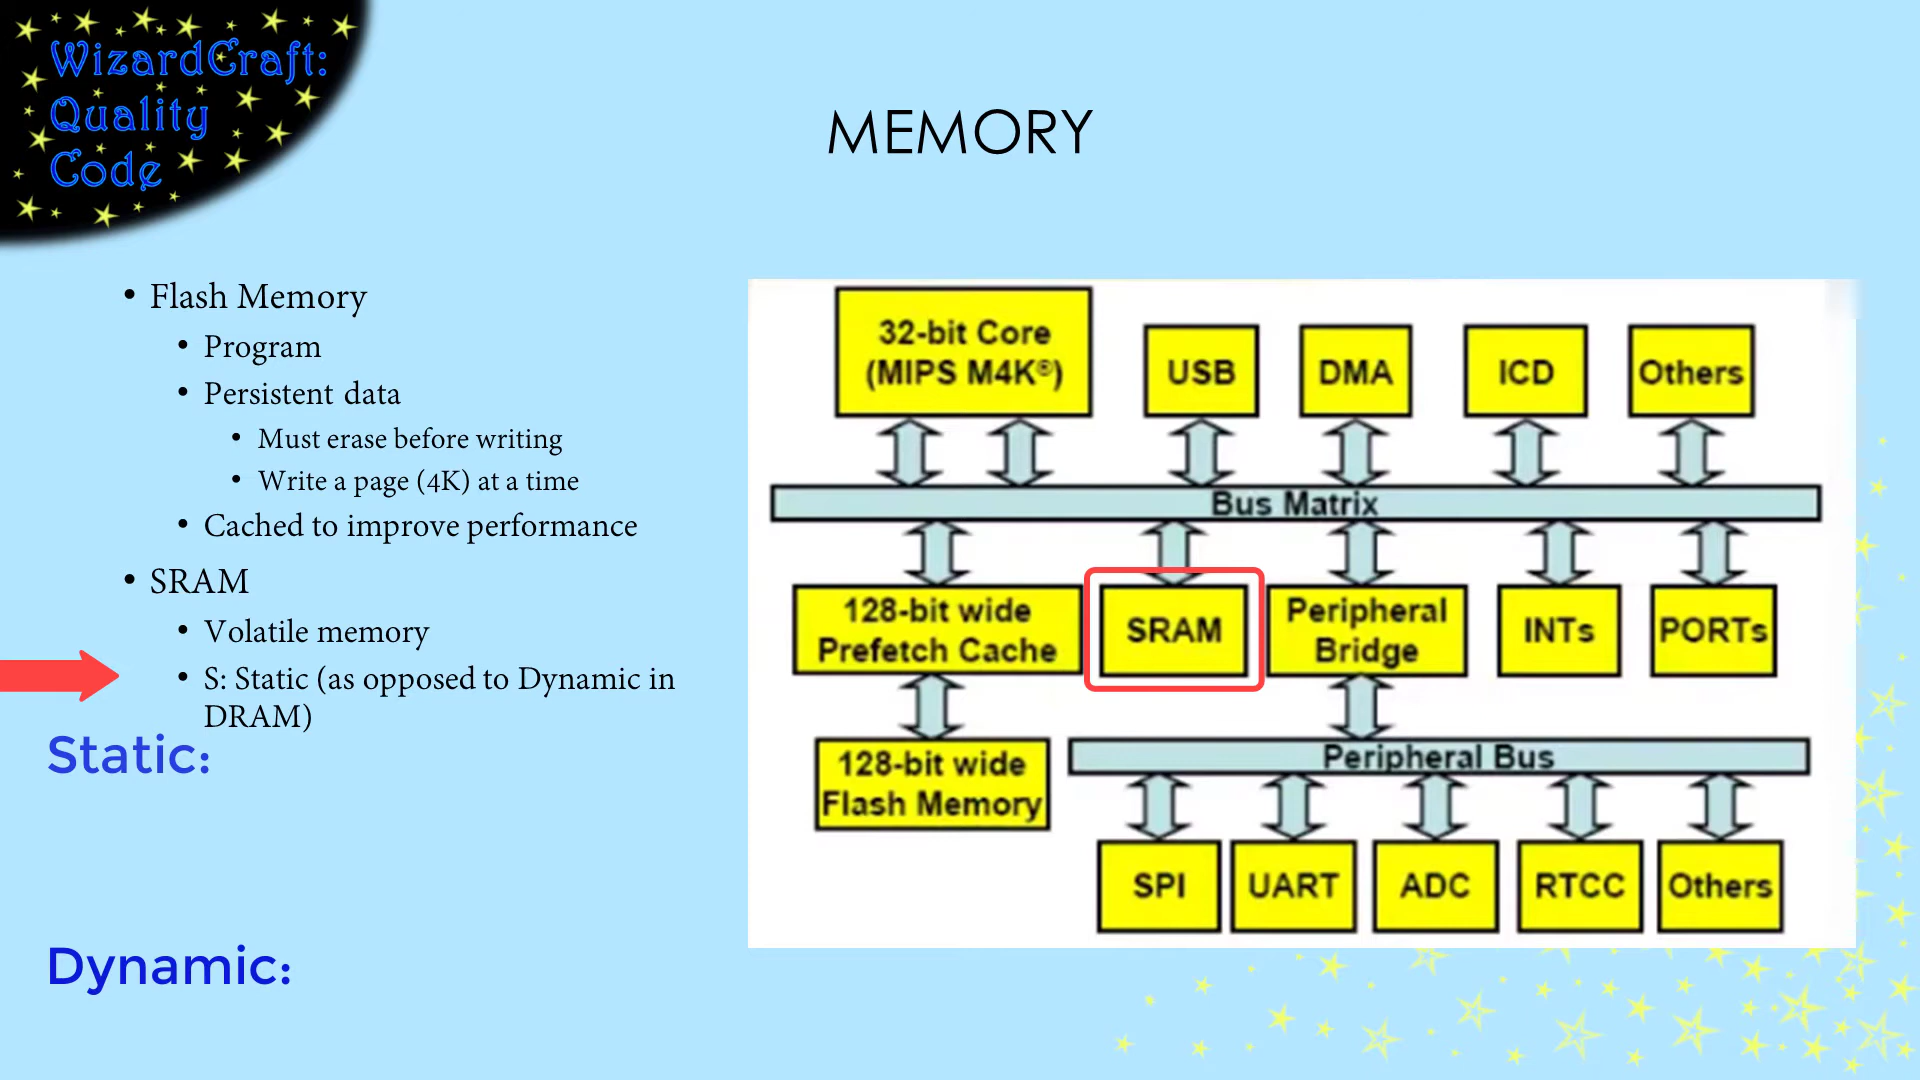 WizardCraft:
Quality
Code
MEMORY
• Flash Memory
• Program
• Persistent data
• Must erase before writing
• Write a page (4K) at a time
• Cached to improve performance
• SRAM
• Volatile memory
• S: Static (as opposed to Dynamic in
DRAM)
Static:
Dynamic:
32-bit Core
(MIPS M4K®)
USB
DMA
ICD
Others
Bus Matrix
128-bit wide
Prefetch Cache
SRAM
Peripheral
Bridge
INTs
PORTs
128-bit wide
Flash Memory
Peripheral Bus
SPI
UART
ADC
RTCC
Others